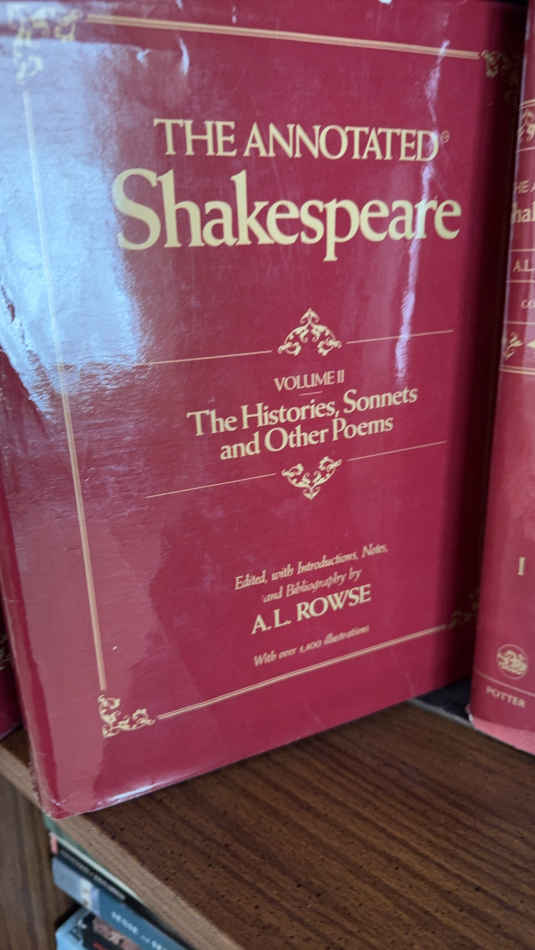 THE ANNOTATED
Shakespeare
VOLUME II
The Histories, Sonnets
and Other Poems
Edited, with Introductions, Notes,
and Bibliography by
A.L. ROWSE
With over 1,400 illustrations
A.L.
I
POTTER